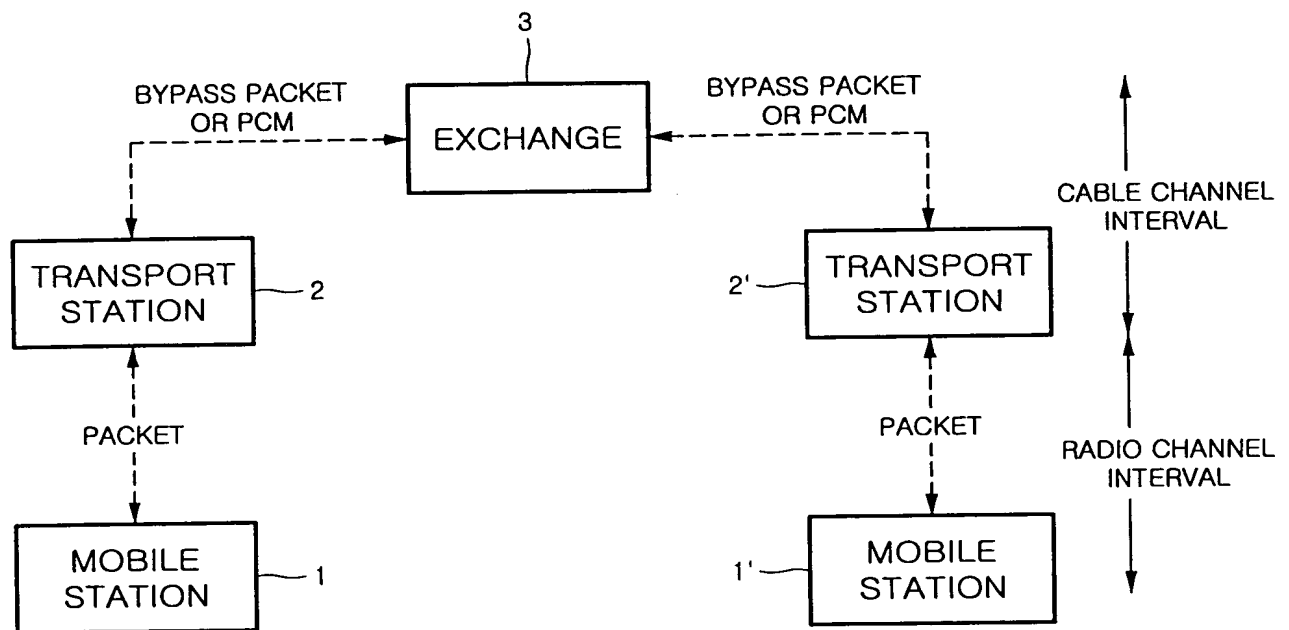 3
BYPASS PACKET
OR PCM
EXCHANGE
BYPASS PACKET
OR PCM
CABLE CHANNEL
INTERVAL
TRANSPORT
STATION
2
2'
TRANSPORT
STATION
PACKET
PACKET
RADIO CHANNEL
INTERVAL
MOBILE
STATION
1
1'
MOBILE
STATION